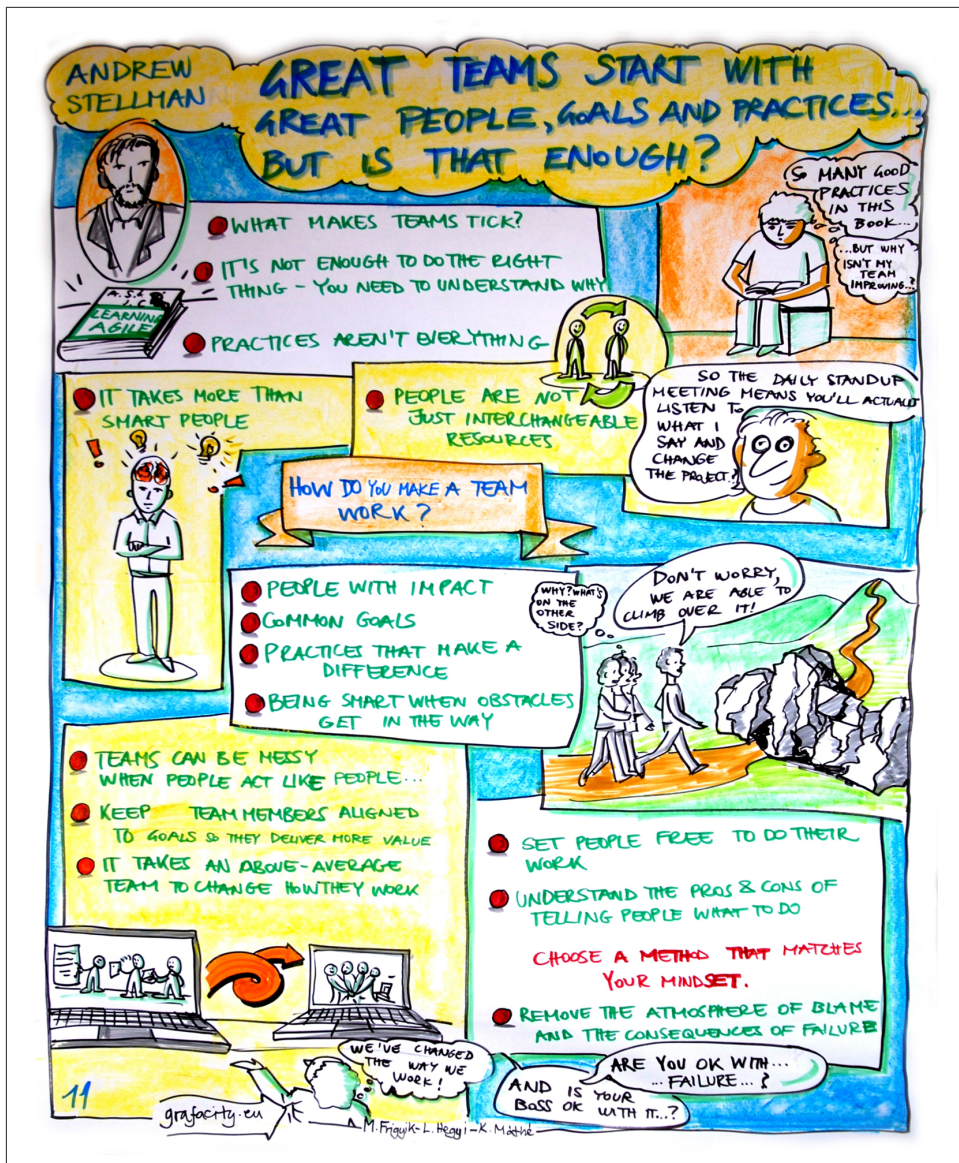 ANDREW
STELLMAN
GREAT TEAMS START WITH
GREAT PEOPLE, GOALS AND PRACTICES...
BUT IS THAT ENOUGH?
SO MANY GOOD
PRACTICES
IN THIS
BOOK...
...BUT WHY
ISN'T MY
TEAM
IMPROVING..?
WHAT MAKES TEAMS TICK?
IT'S NOT ENOUGH TO DO THE RIGHT
THING - YOU NEED TO UNDERSTAND WHY
PRACTICES AREN'T EVERYTHING
LEARNING
AGILE
IT TAKES MORE THAN
SMART PEOPLE
PEOPLE ARE NOT
JUST INTERCHANGEABLE
RESOURCES
SO THE DAILY STANDUP
MEETING MEANS YOU'LL ACTUALLY
LISTEN TO
WHAT I
SAY AND
CHANGE
THE PROJECT..?
HOW DO YOU MAKE A TEAM
WORK?
PEOPLE WITH IMPACT
COMMON GOALS
PRACTICES THAT MAKE A
DIFFERENCE
BEING SMART WHEN OBSTACLES
GET IN THE WAY
WHY? WHAT'S
ON THE
OTHER
SIDE?
DON'T WORRY,
WE ARE ABLE TO
CLIMB OVER IT!
TEAMS CAN BE MESSY
WHEN PEOPLE ACT LIKE PEOPLE...
KEEP TEAM MEMBERS ALIGNED
TO GOALS SO THEY DELIVER MORE VALUE
IT TAKES AN ABOVE-AVERAGE
TEAM TO CHANGE HOW THEY WORK
SET PEOPLE FREE TO DO THEIR
WORK
UNDERSTAND THE PROS & CONS OF
TELLING PEOPLE WHAT TO DO
CHOOSE A METHOD THAT MATCHES
YOUR MINDSET.
REMOVE THE ATMOSPHERE OF BLAME
AND THE CONSEQUENCES OF FAILURE
WE'VE CHANGED
THE WAY WE
WORK!
ARE YOU OK WITH...
... FAILURE...?
AND IS YOUR
BOSS OK WITH IT...?
11
grafacity.eu
M. Frigyik - L. Hegyi - K. Máthé